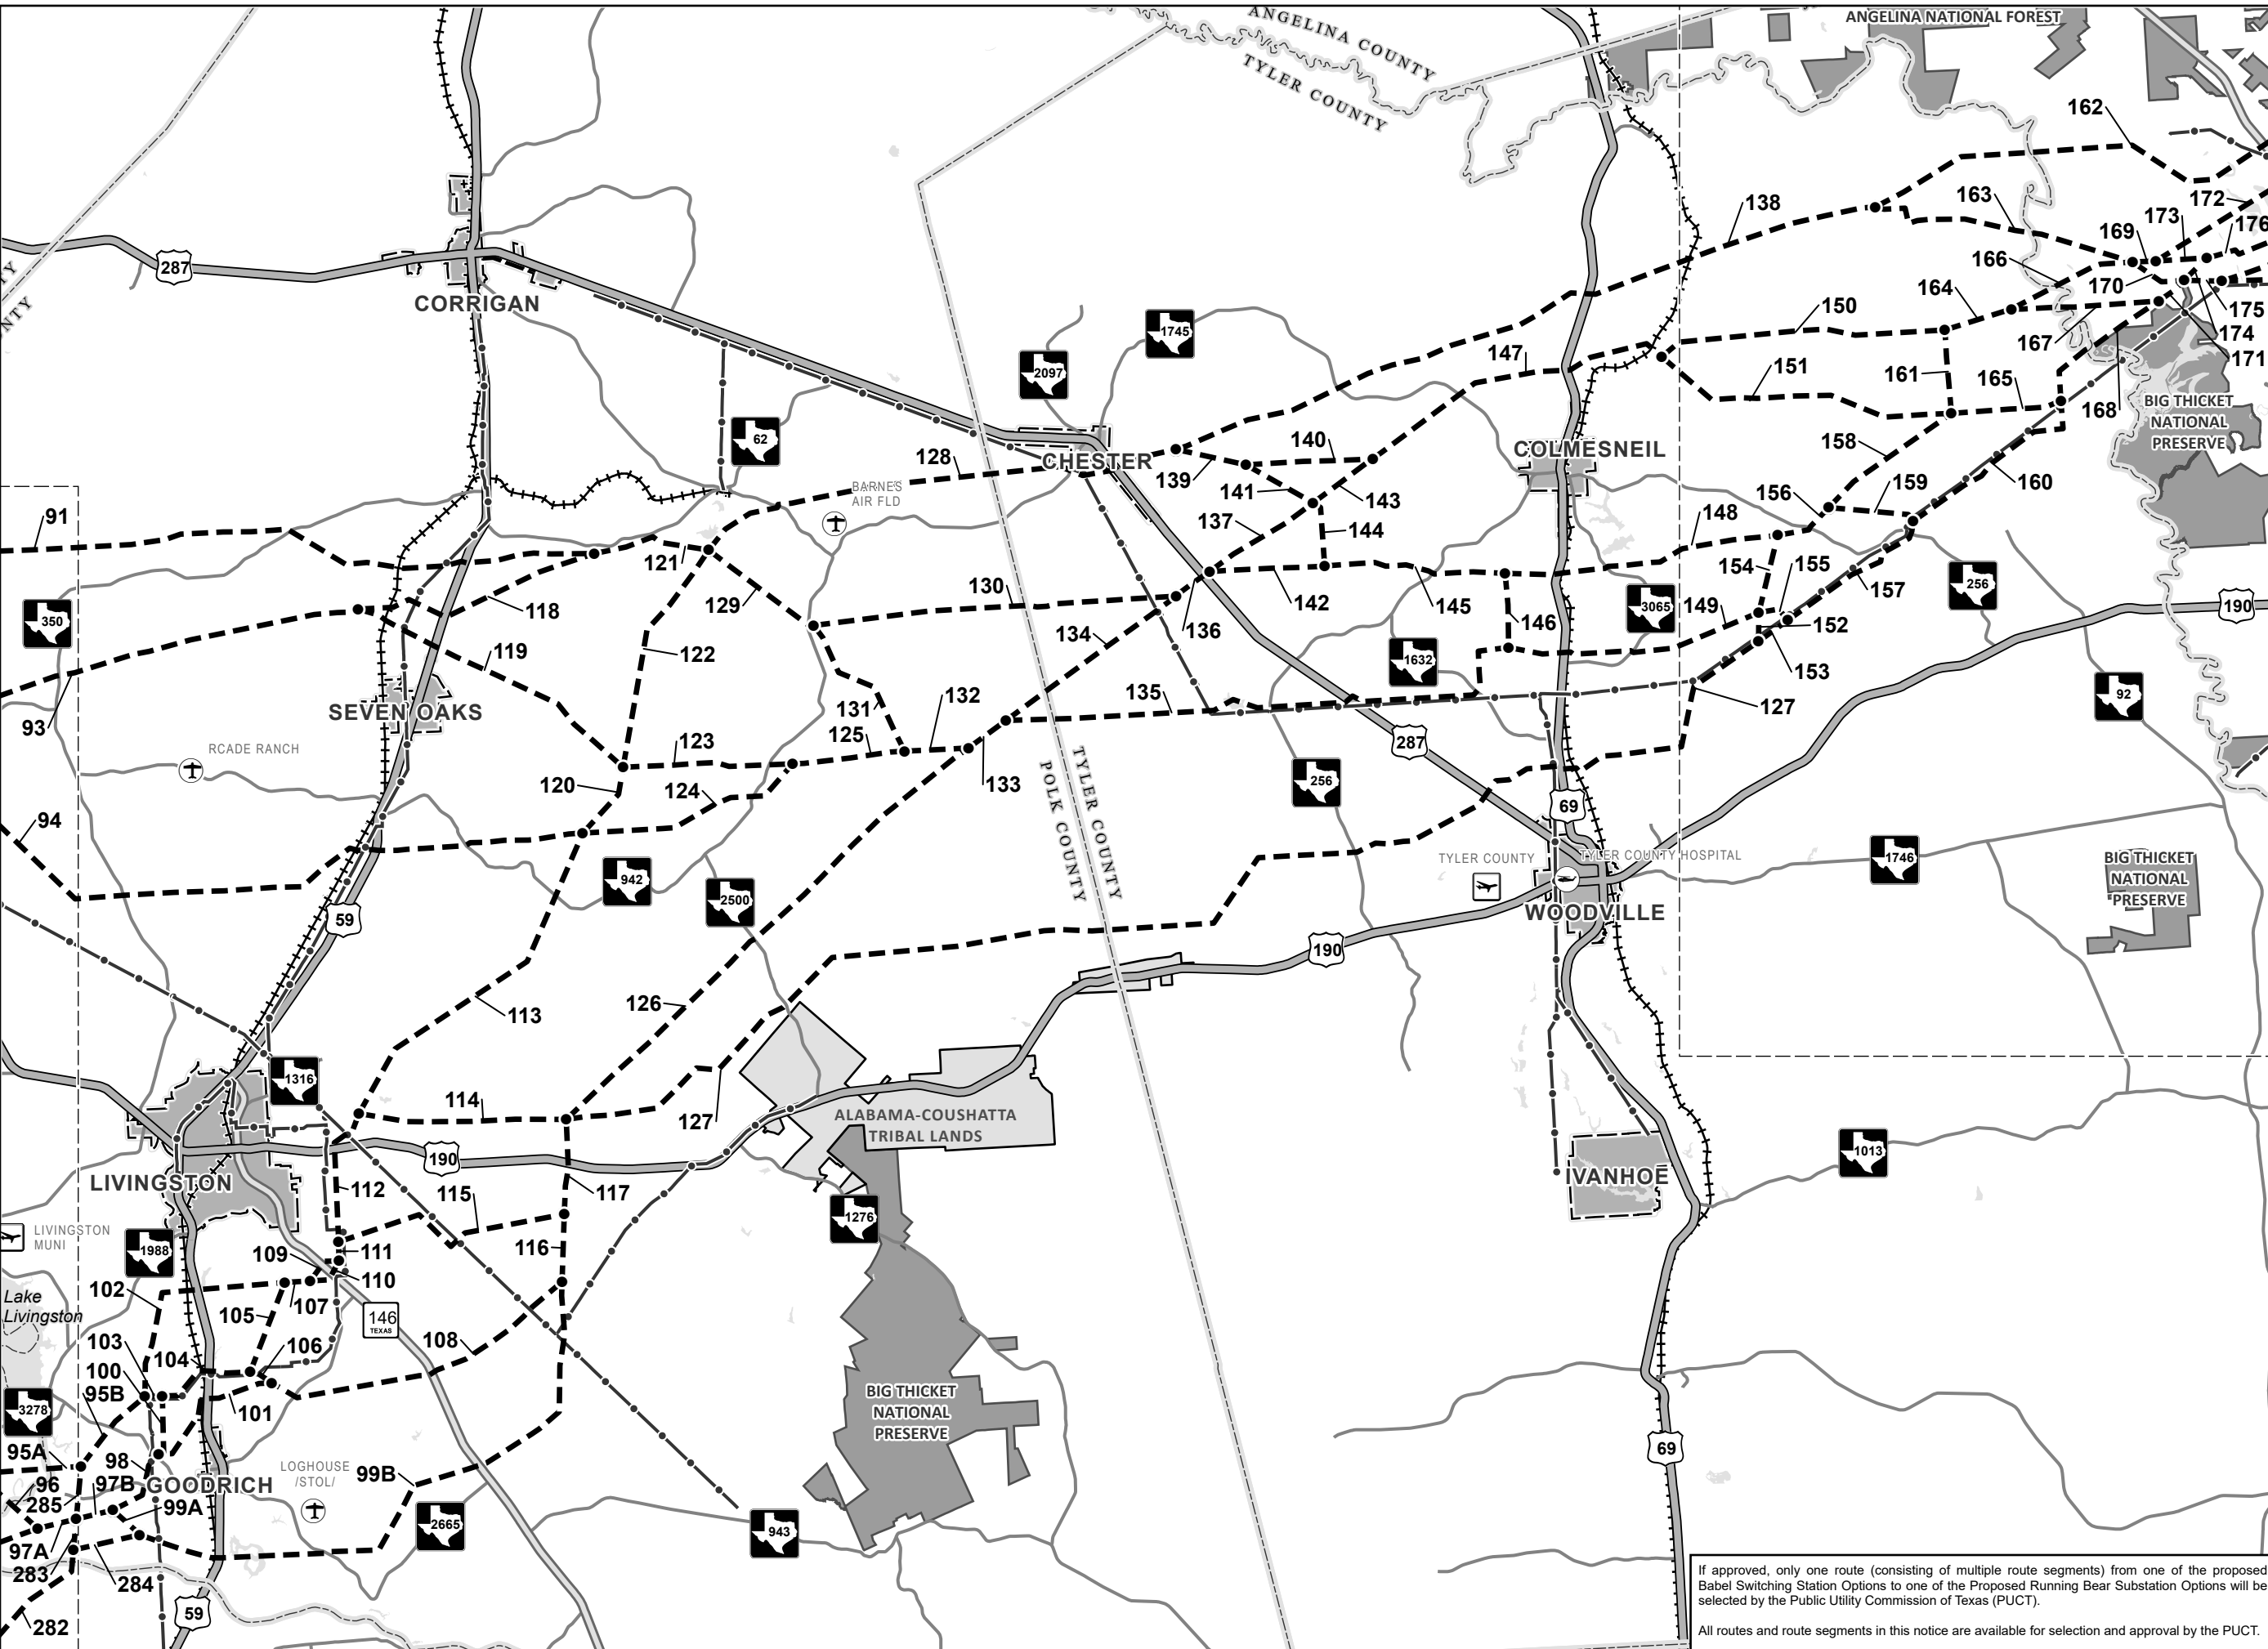 ANGELINA NATIONAL FOREST
ANGELINA COUNTY
TYLER COUNTY
162
138
163
172
173
176
169
166
170
287
CORRIGAN
164
150
175
174
167
171
1745
2097
147
151
161
165
168
BIG THICKET
NATIONAL
PRESERVE
62
128
CHESTER
140
139
141
143
COLMESNEIL
158
156
159
160
BARNES
AIR FLD
91
137
144
148
121
154
155
157
256
190
129
130
350
118
142
145
3065
149
152
136
146
153
134
122
119
1632
92
93
SEVEN OAKS
131
132
135
127
125
123
RCADE RANCH
287
133
TYLER COUNTY
POLK COUNTY
120
124
256
69
94
TYLER COUNTY
TYLER COUNTY HOSPITAL
1746
BIG THICKET
NATIONAL
PRESERVE
942
2500
59
WOODVILLE
190
126
113
1316
114
127
ALABAMA-COUSHATTA
TRIBAL LANDS
190
1013
LIVINGSTON
112
115
117
IVANHOE
1276
LIVINGSTON
MUNI
1988
109
111
116
110
102
107
Lake
Livingston
105
146
TEXAS
103
104
106
108
100
95B
BIG THICKET
NATIONAL
PRESERVE
3278
101
69
95A
98
LOGHOUSE
/STOL/
99B
96
97B
GOODRICH
285
99A
2665
943
97A
283
284
59
282
If approved, only one route (consisting of multiple route segments) from one of the proposed
Babel Switching Station Options to one of the Proposed Running Bear Substation Options will be
selected by the Public Utility Commission of Texas (PUCT).
All routes and route segments in this notice are available for selection and approval by the PUCT.